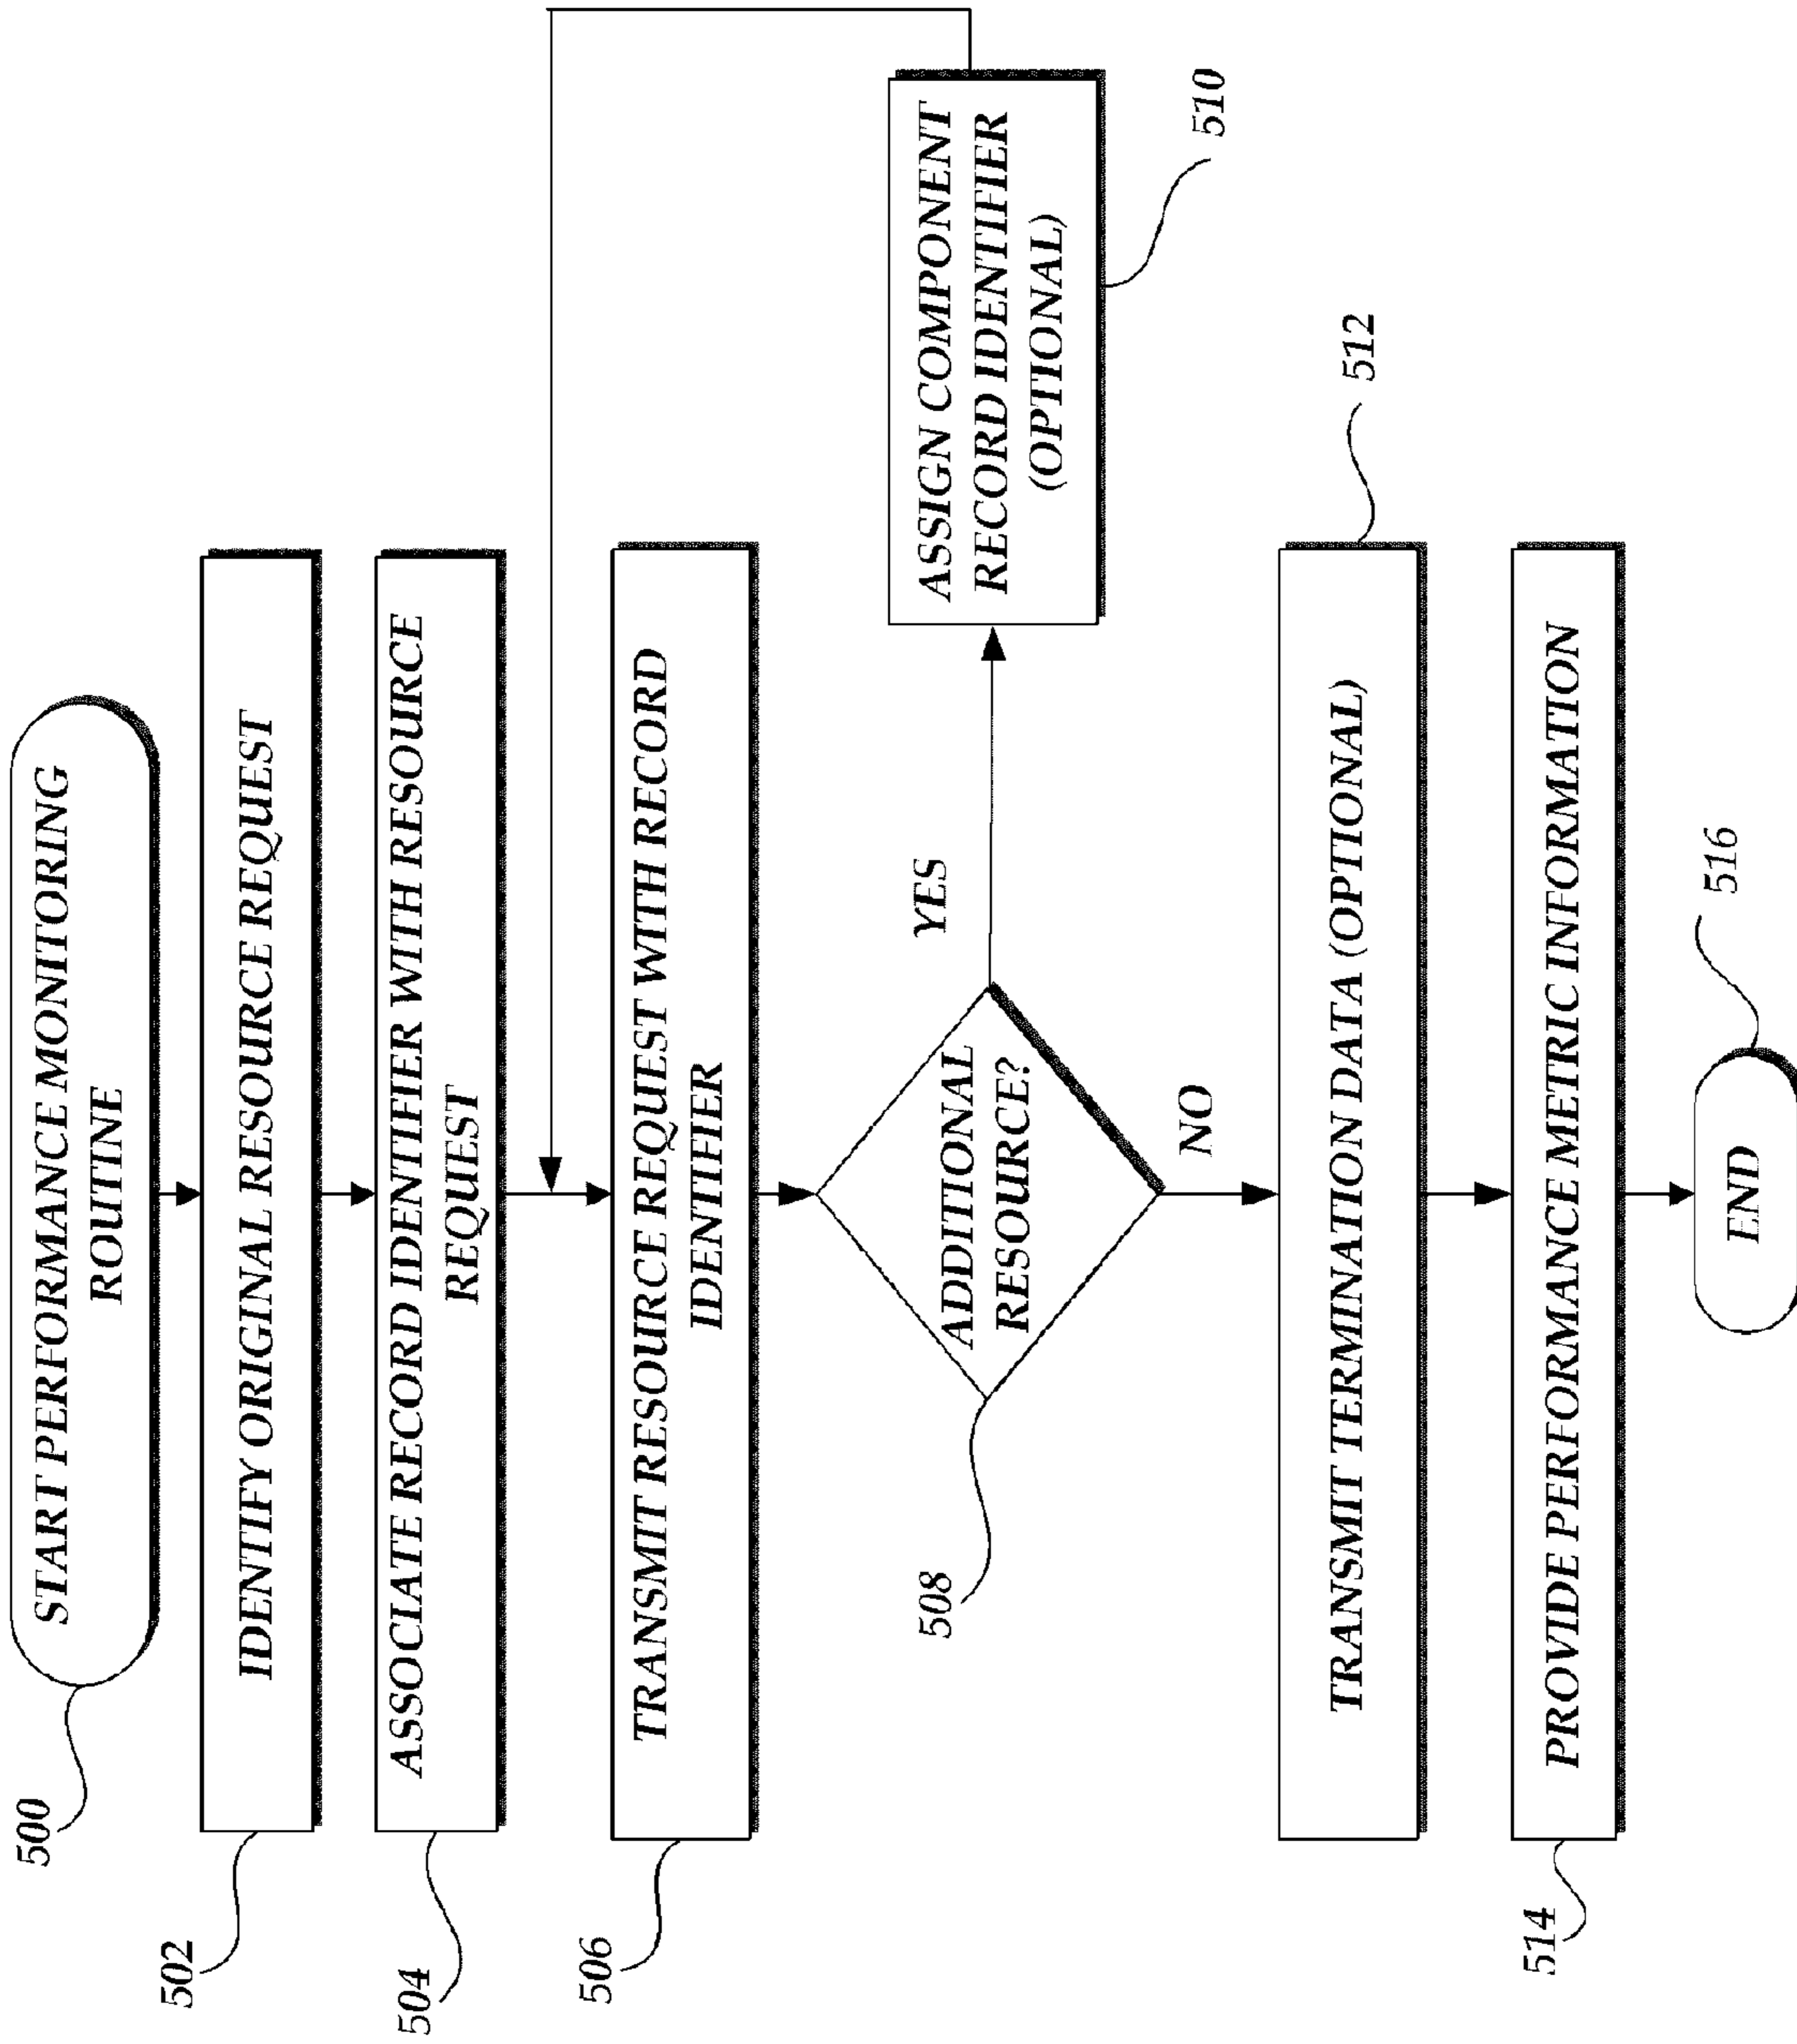 500
START PERFORMANCE MONITORING
ROUTINE
502
IDENTIFY ORIGINAL RESOURCE REQUEST
504
ASSOCIATE RECORD IDENTIFIER WITH RESOURCE
REQUEST
506
TRANSMIT RESOURCE REQUEST WITH RECORD
IDENTIFIER
508
ADDITIONAL
RESOURCE?
YES
ASSIGN COMPONENT
RECORD IDENTIFIER
(OPTIONAL)
510
NO
512
TRANSMIT TERMINATION DATA (OPTIONAL)
514
PROVIDE PERFORMANCE METRIC INFORMATION
516
END